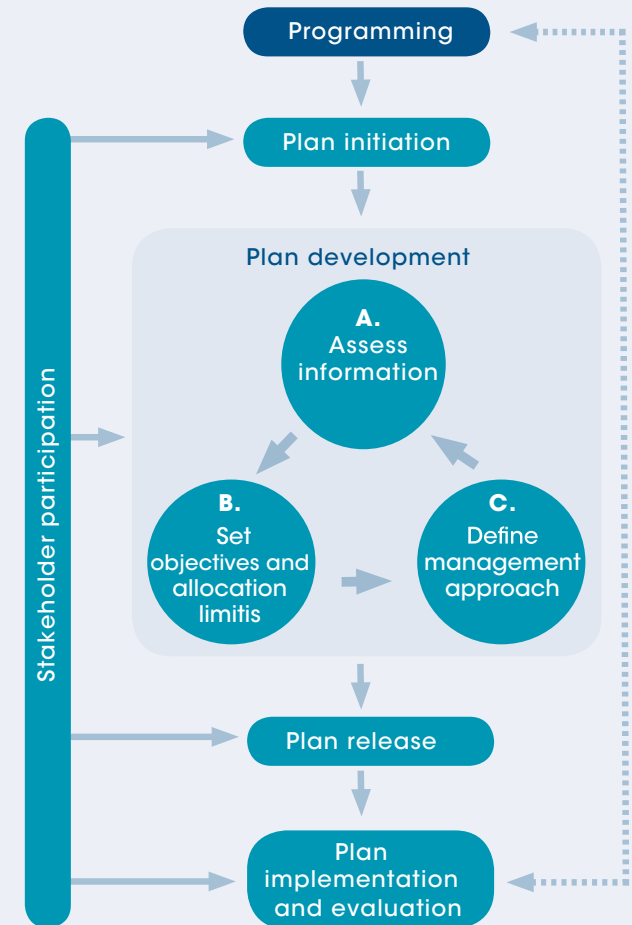 Programming
Plan initiation
Plan development
A.
Assess
information
B.
Set
objectives and
allocation
limitis
C.
Define
management
approach
Plan release
Plan
implementation
and evaluation
Stakeholder participation